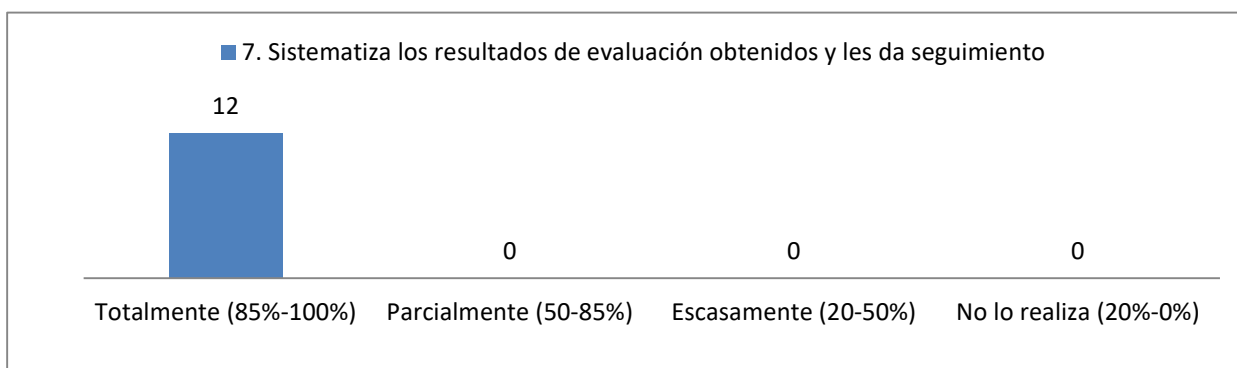 7. Sistematiza los resultados de evaluación obtenidos y les da seguimiento
12
0
0
0
Totalmente (85%-100%)
Parcialmente (50-85%)
Escasamente (20-50%)
No lo realiza (20%-0%)